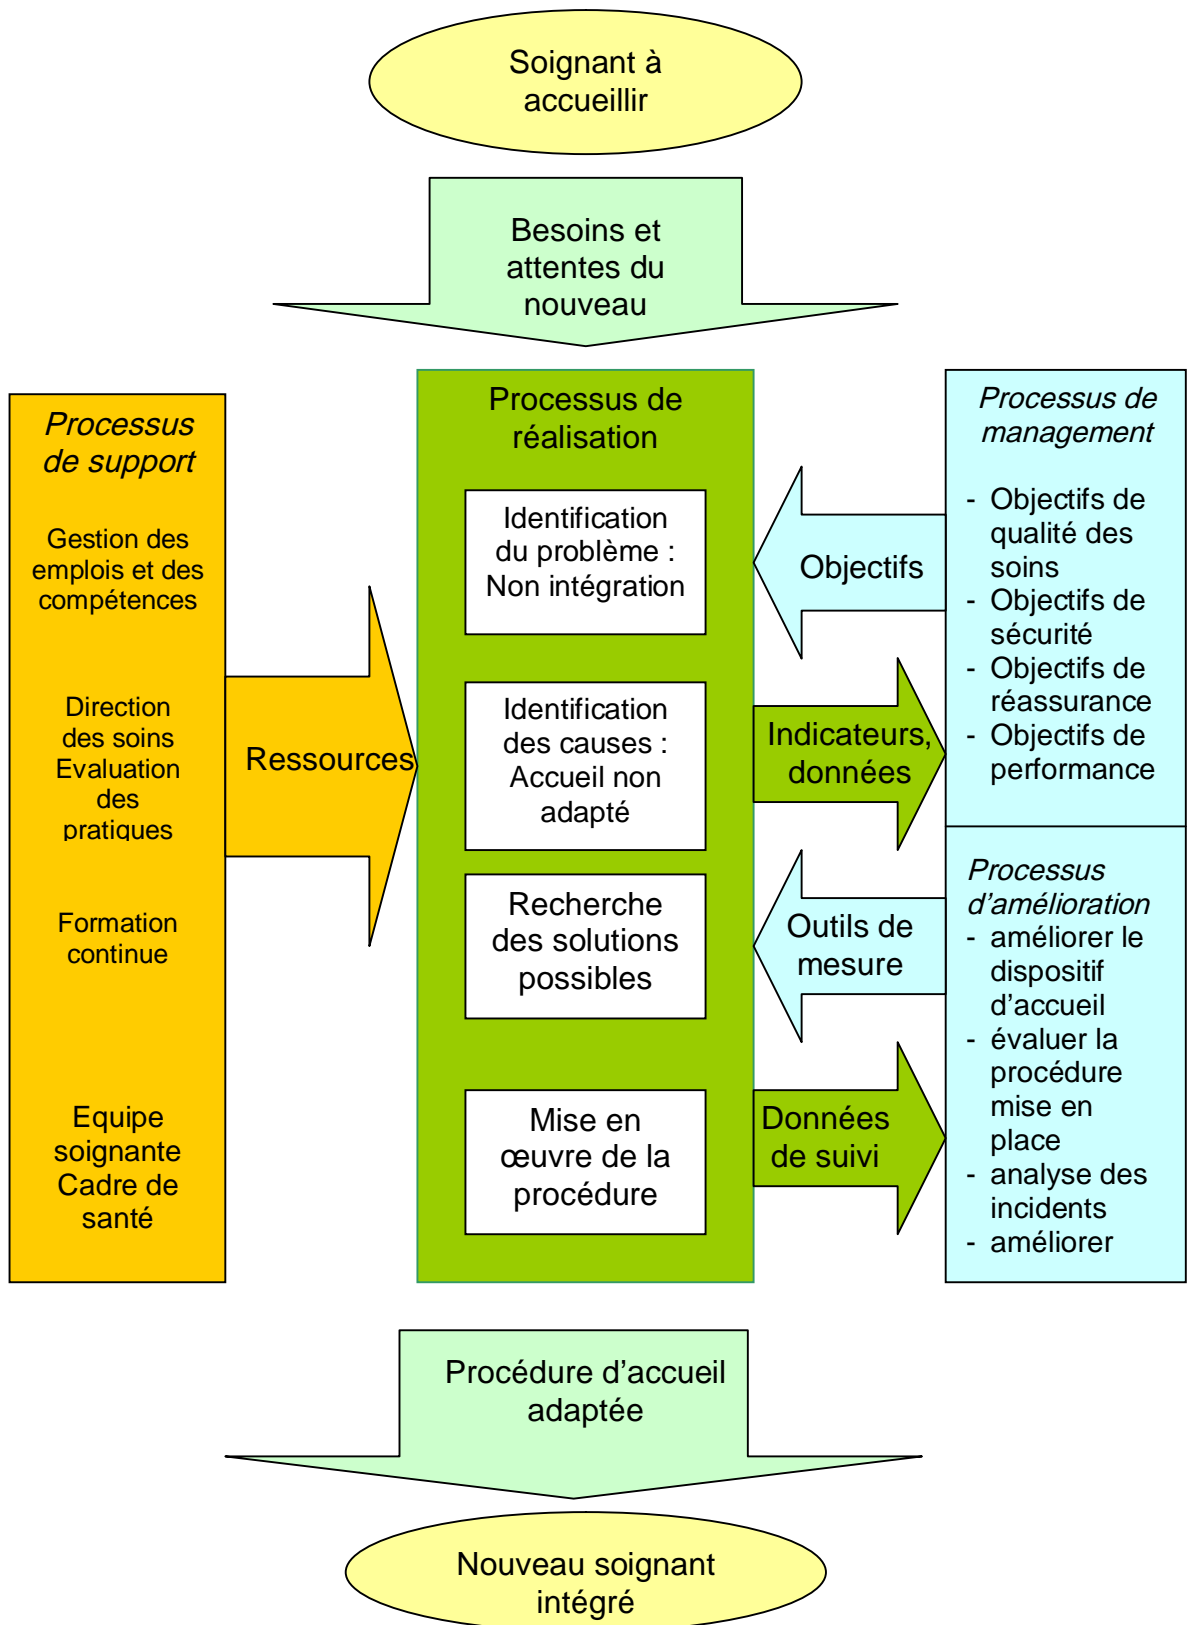 Soignant à
accueillir
Besoins et
attentes du
nouveau
Processus
de support
Gestion des
emplois et des
compétences
Direction
des soins
Evaluation
des
pratiques
Formation
continue
Equipe
soignante
Cadre de
santé
Ressources
Processus de
réalisation
Identification
du problème :
Non intégration
Identification
des causes :
Accueil non
adapté
Recherche
des solutions
possibles
Mise en
œuvre de la
procédure
Objectifs
Indicateurs,
données
Outils de
mesure
Données
de suivi
Processus de
management
- Objectifs de
qualité des
soins
- Objectifs de
sécurité
- Objectifs de
réassurance
- Objectifs de
performance
Processus
d’amélioration
- améliorer le
dispositif
d’accueil
- évaluer la
procédure
mise en
place
- analyse des
incidents
- améliorer
Procédure d’accueil
adaptée
Nouveau soignant
intégré